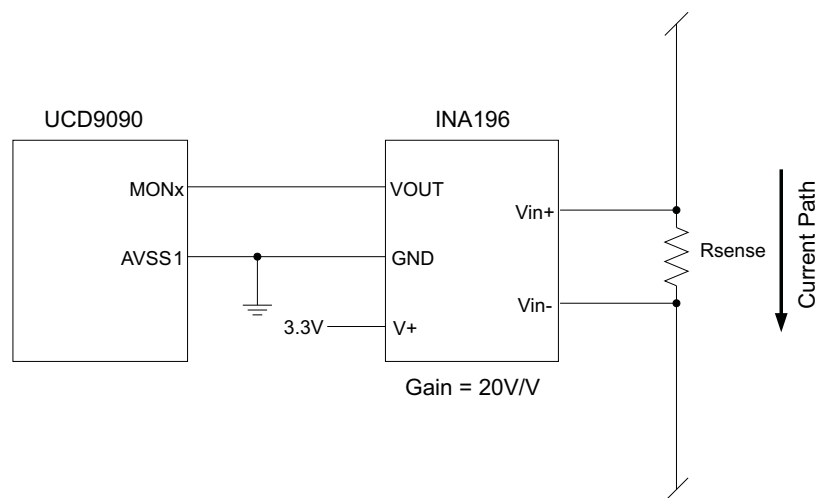 UCD9090
INA196
MONx
VOUT
Vin+
AVSS1
GND
Rsense
Current Path
Vin-
3.3V
V+
Gain = 20V/V